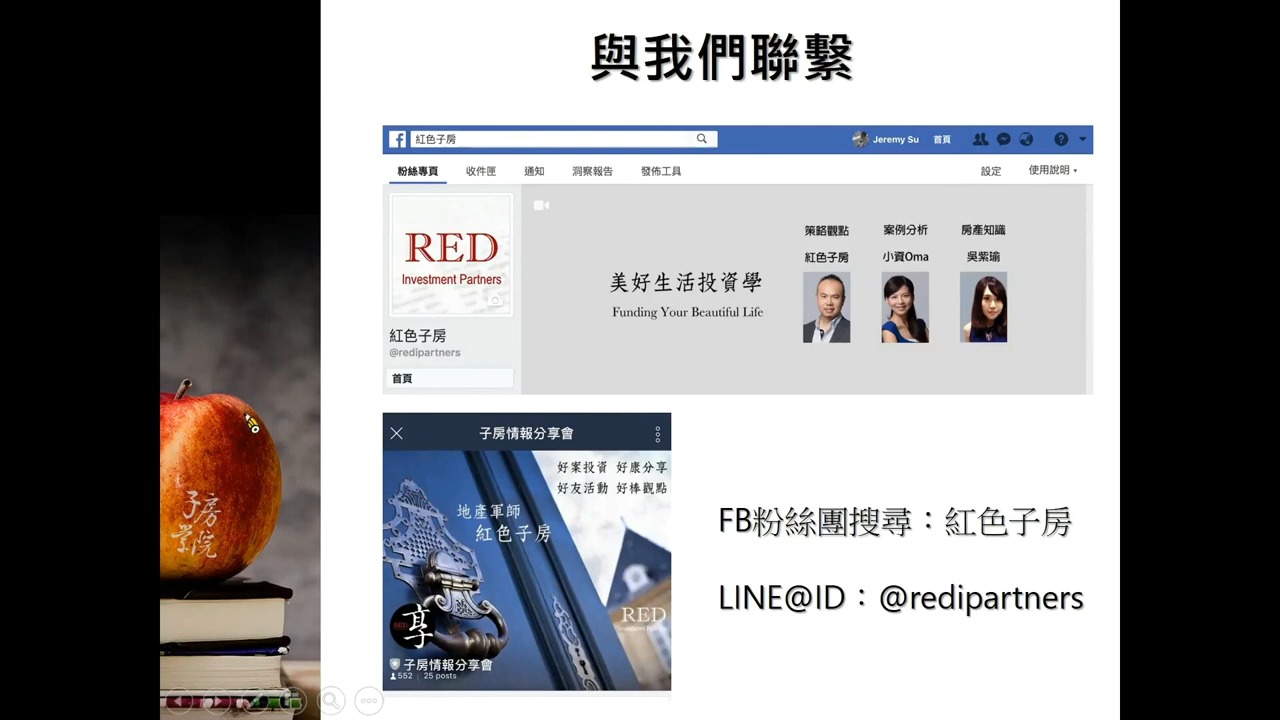 與我們聯繫
紅色子房
Jeremy Su 首頁
粉絲專頁 收件匣 通知 洞察報告 發佈工具 設定 使用說明
RED
Investment Partners
紅色子房
@redipartners
首頁
美好生活投資學
Funding Your Beautiful Life
策略觀點 案例分析 房產知識
紅色子房 小資Oma 吳紫瑜
子房情報分享會
好案投資 好康分享
好友活動 好棒觀點
地產軍師
紅色子房
RED
享
子房情報分享會
552 25 posts
FB粉絲團搜尋：紅色子房
LINE@ID：@redipartners
子房
學院